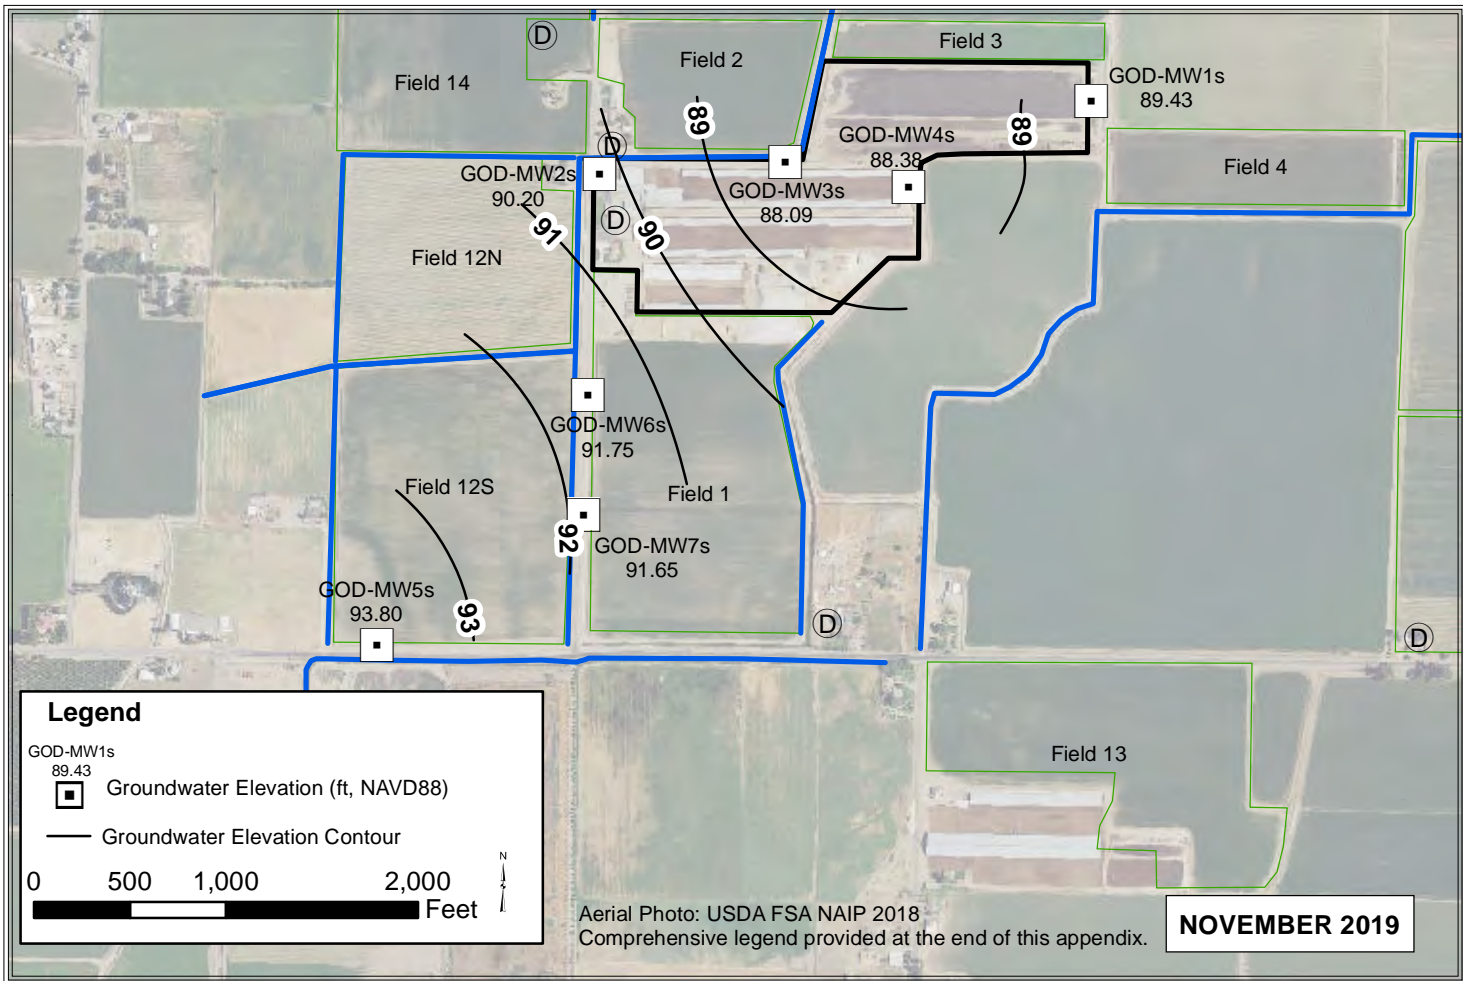 D
Field 2
Field 3
Field 14
GOD-MW1s
89.43
89
89
GOD-MW4s
88.38
D
Field 4
GOD-MW2s
90.20
GOD-MW3s
88.09
D
91
90
Field 12N
GOD-MW6s
91.75
Field 12S
Field 1
92
GOD-MW7s
91.65
GOD-MW5s
93.80
93
D
D
Field 13
Legend
GOD-MW1s
89.43
Groundwater Elevation (ft, NAVD88)
Groundwater Elevation Contour
N
0 500 1,000 2,000
Feet
Aerial Photo: USDA FSA NAIP 2018
Comprehensive legend provided at the end of this appendix.
NOVEMBER 2019